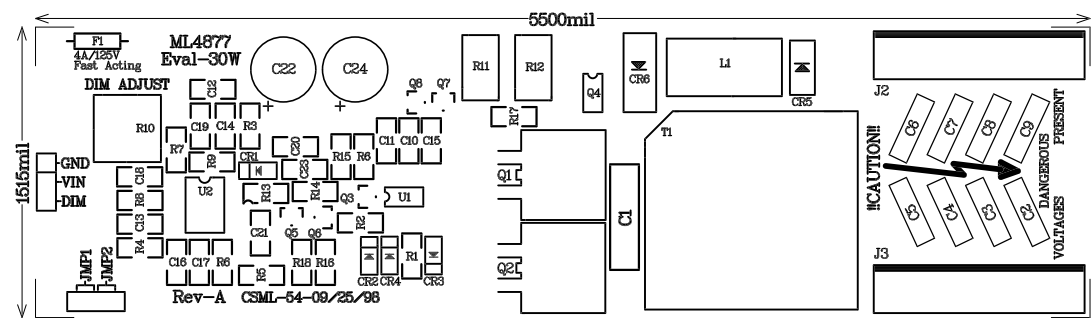 5500mil
1515mil
F1
4A/125V
Fast Acting
ML4877
Eval-30W
DIM ADJUST
C22
C24
Q8
Q7
R11
R12
Q4
CR6
L1
CR5
J2
C12
C19
C14
R3
R10
R7
R9
CR1
C20
C23
R15
R6
C11
C10
C15
R17
T1
C6
C7
C8
C9
PRESENT
GND
VIN
DIM
C18
R8
C13
R4
U2
R13
R14
Q3
U1
Q1
C1
!!CAUTION!!
DANGEROUS
VOLTAGES
C5
C4
C3
C2
C21
Q5
Q6
R2
JMP1
JMP2
C16
C17
R6
R5
R18
R16
CR2
CR4
R1
CR3
Q2
J3
Rev-A
CSML-54-09/25/98